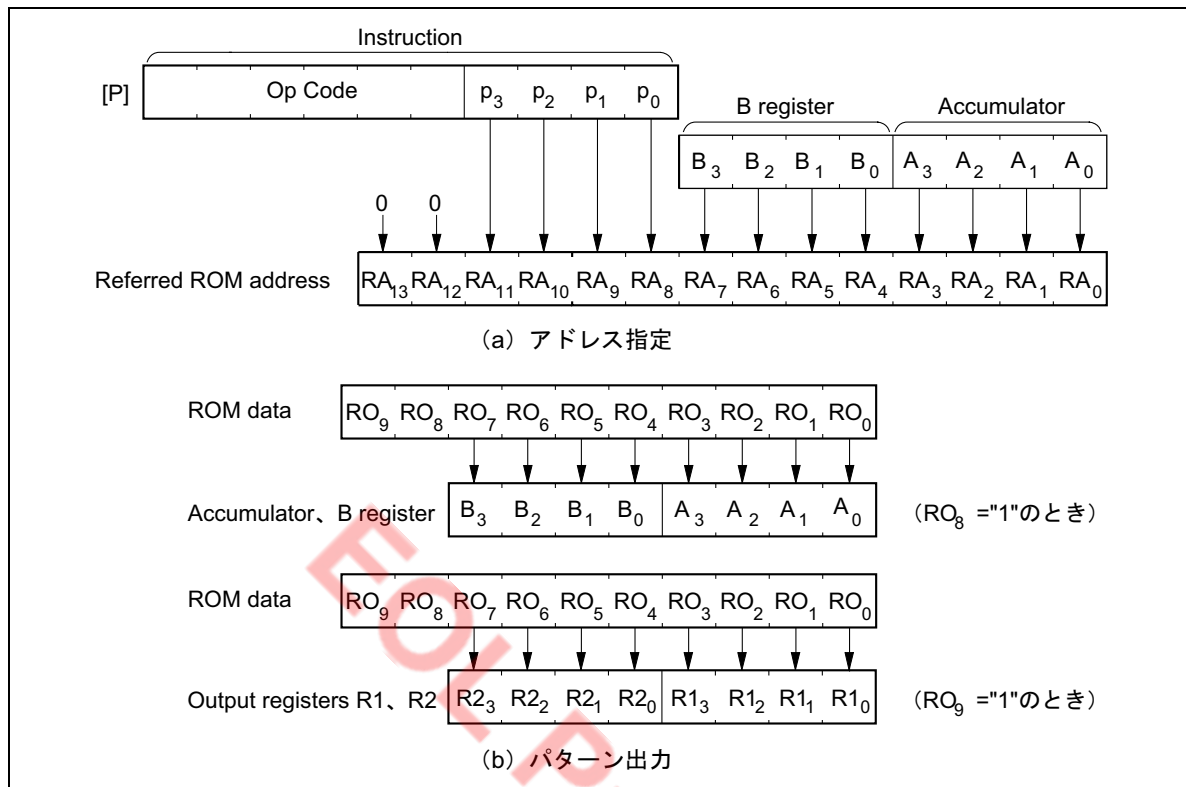 Instruction
[P] Op Code p3 p2 p1 p0
B register Accumulator
B3 B2 B1 B0 A3 A2 A1 A0
0 0
Referred ROM address RA13 RA12 RA11 RA10 RA9 RA8 RA7 RA6 RA5 RA4 RA3 RA2 RA1 RA0
(a) アドレス指定
ROM data RO9 RO8 RO7 RO6 RO5 RO4 RO3 RO2 RO1 RO0
Accumulator、B register B3 B2 B1 B0 A3 A2 A1 A0 (RO8 ="1"のとき)
ROM data RO9 RO8 RO7 RO6 RO5 RO4 RO3 RO2 RO1 RO0
Output registers R1、R2 R23 R22 R21 R20 R13 R12 R11 R10 (RO9 ="1"のとき)
(b) パターン出力
EOL P